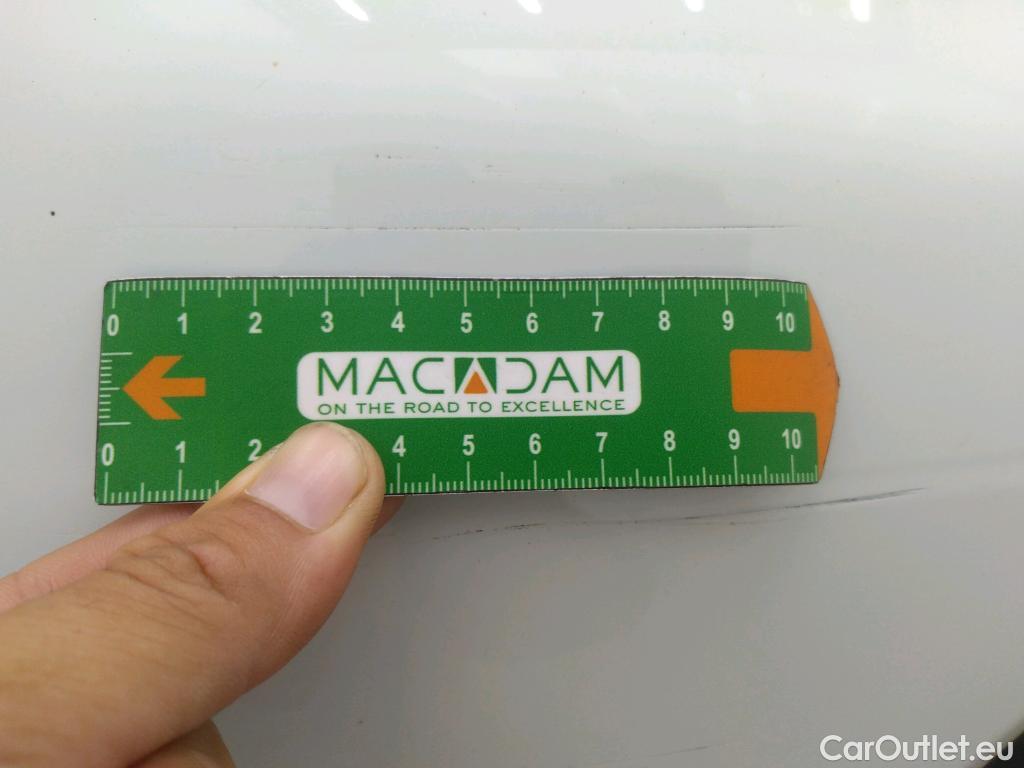 0 1 2 3 4 5 6 7 8 9 10
MACADAM
ON THE ROAD TO EXCELLENCE
0 1 2 4 5 6 7 8 9 10
CarOutlet.eu